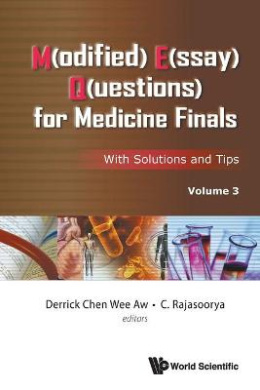 M(odified) E(ssay)
Q(uestions)
for Medicine Finals
With Solutions and Tips
Volume 3
Derrick Chen Wee Aw • C. Rajasoorya
editors
World Scientific